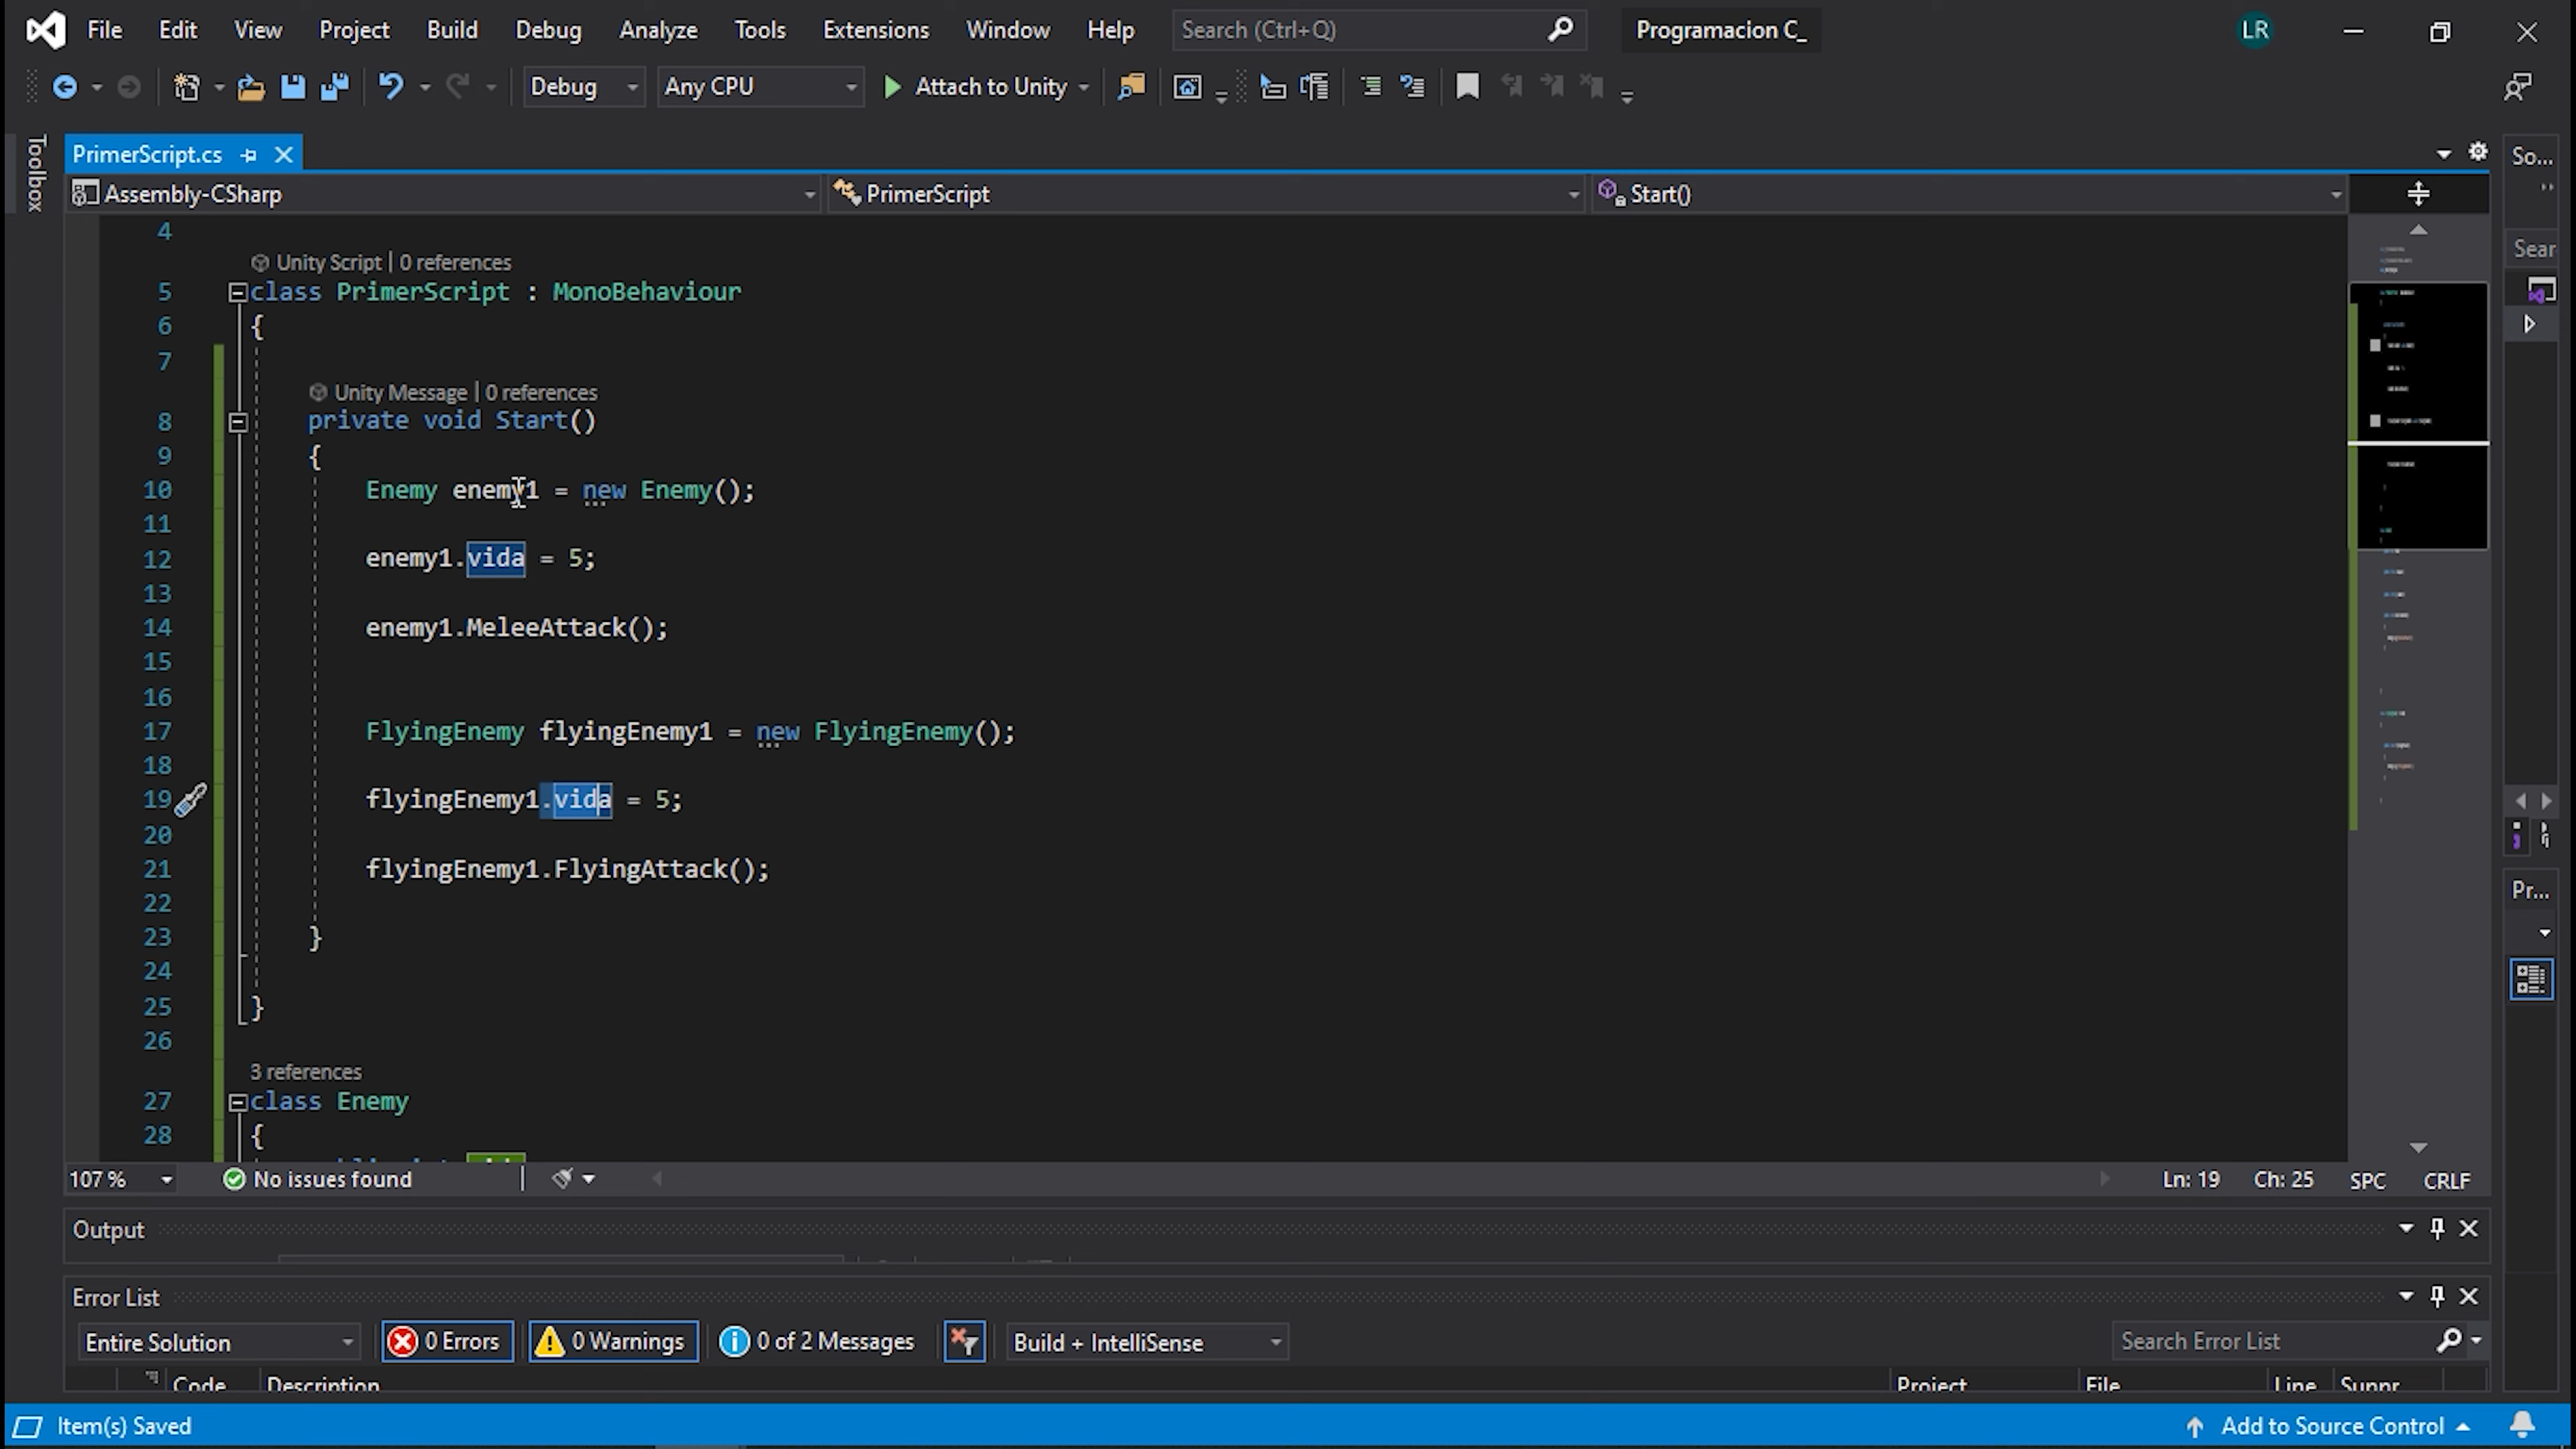 File Edit View Project Build Debug Analyze Tools Extensions Window Help Search (Ctrl+Q) Programacion C_ LR
Debug Any CPU Attach to Unity
Toolbox
PrimerScript.cs
So...
Assembly-CSharp PrimerScript Start()
Sear
4
Unity Script | 0 references
5 class PrimerScript : MonoBehaviour
6 {
7
Unity Message | 0 references
8 private void Start()
9 {
10 Enemy enemy1 = new Enemy();
11
12 enemy1.vida = 5;
13
14 enemy1.MeleeAttack();
15
16
17 FlyingEnemy flyingEnemy1 = new FlyingEnemy();
18
19 flyingEnemy1.vida = 5;
20
21 flyingEnemy1.FlyingAttack();
22
23 }
24
25 }
26
3 references
27 class Enemy
28 {
Pr...
107 % No issues found Ln: 19 Ch: 25 SPC CRLF
Output
Error List
Entire Solution 0 Errors 0 Warnings 0 of 2 Messages Build + IntelliSense Search Error List
Code Description Project File Line Suppr
Item(s) Saved Add to Source Control